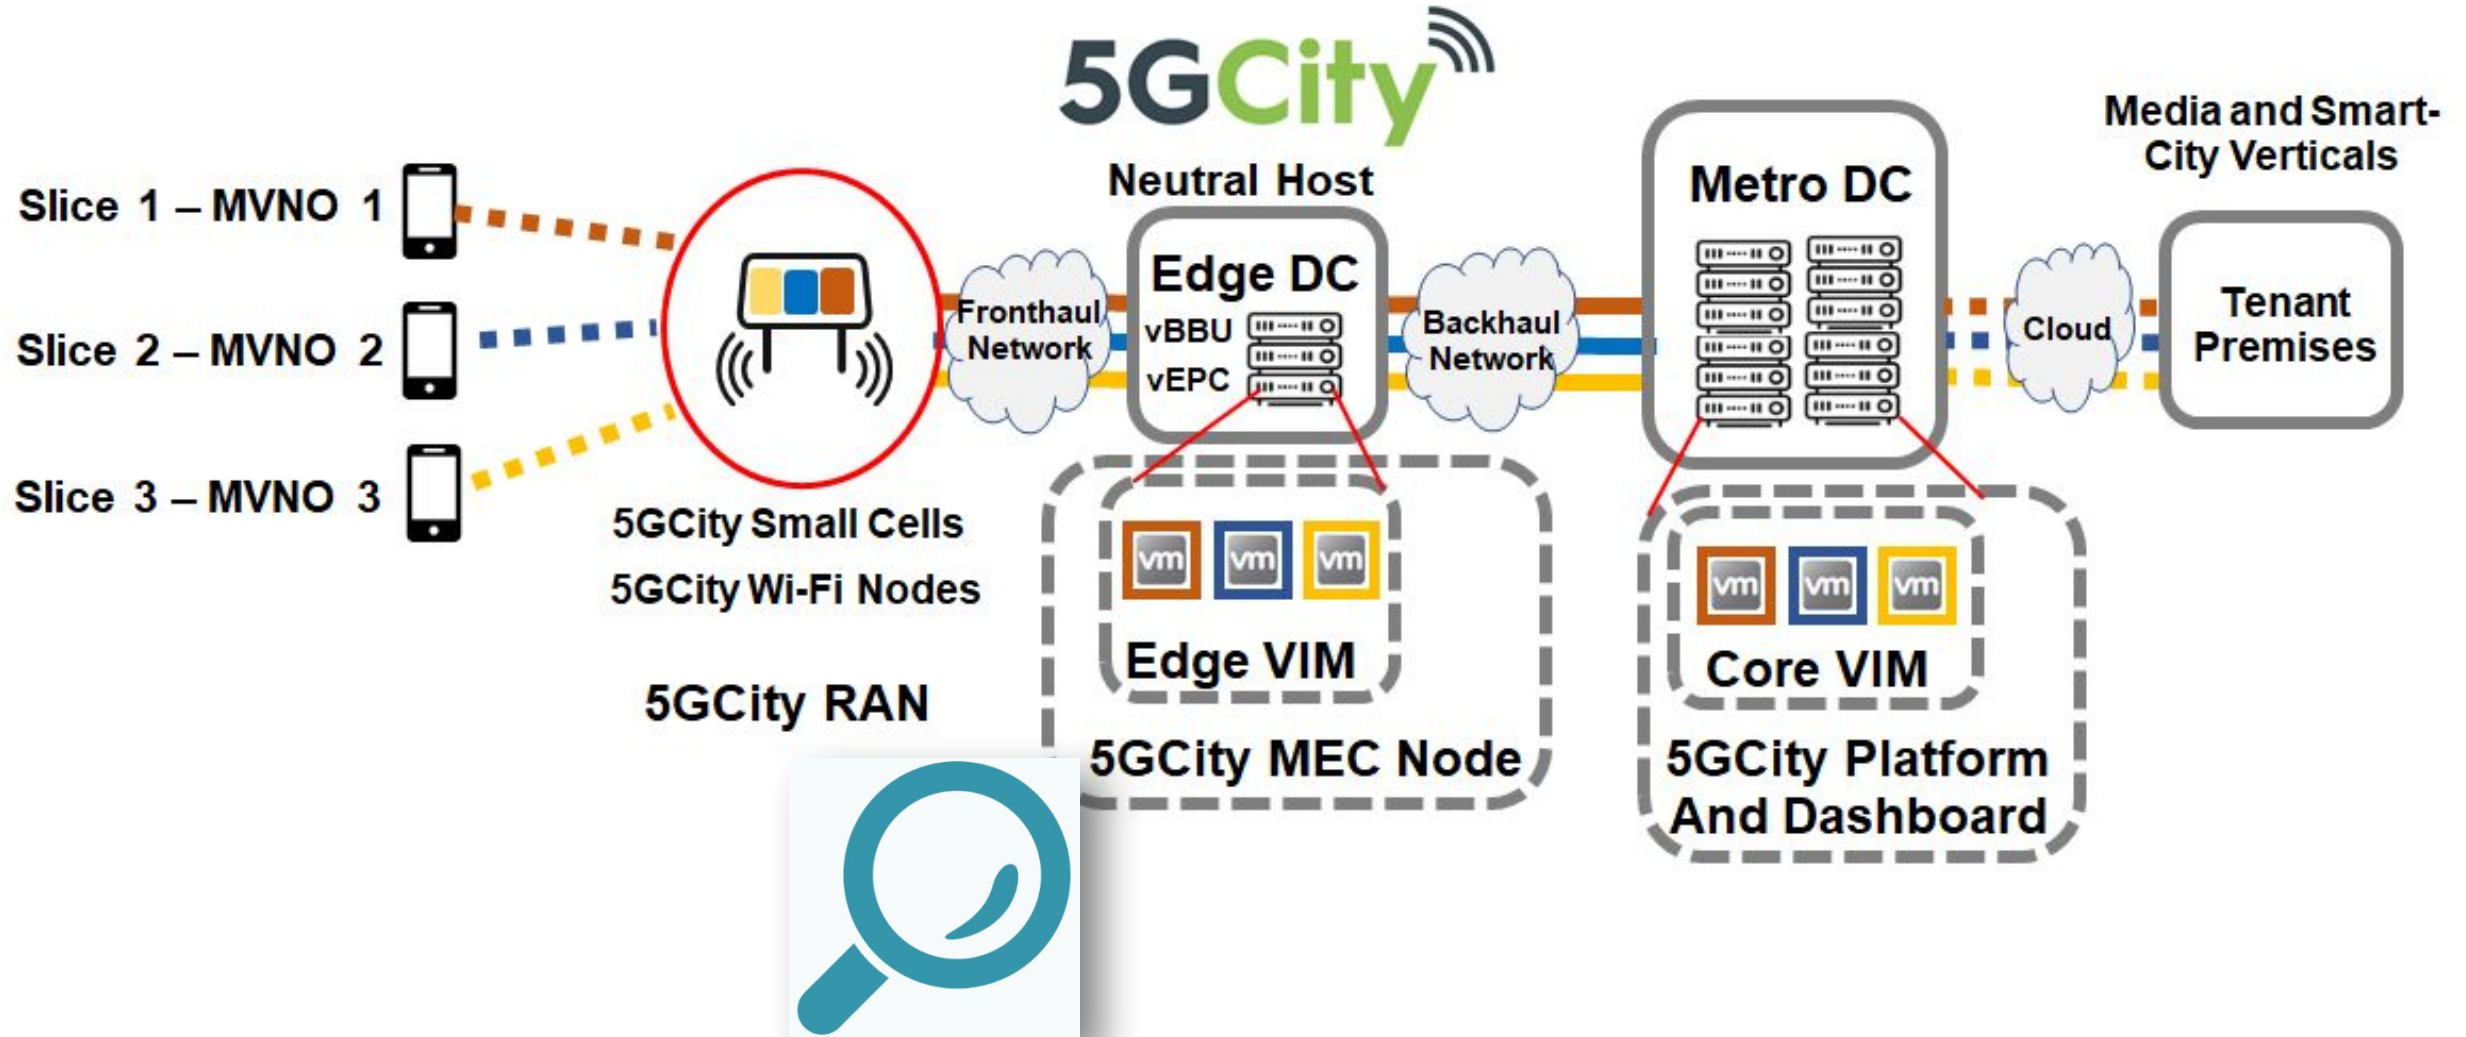 5GCity
Neutral Host
Slice 1 – MVNO 1
Slice 2 – MVNO 2
Slice 3 – MVNO 3
5GCity Small Cells
5GCity Wi-Fi Nodes
5GCity RAN
Fronthaul
Network
Edge DC
vBBU
vEPC
Backhaul
Network
Metro DC
Cloud
Media and Smart-
City Verticals
Tenant
Premises
vm vm vm
Edge VIM
5GCity MEC Node
vm vm vm
Core VIM
5GCity Platform
And Dashboard